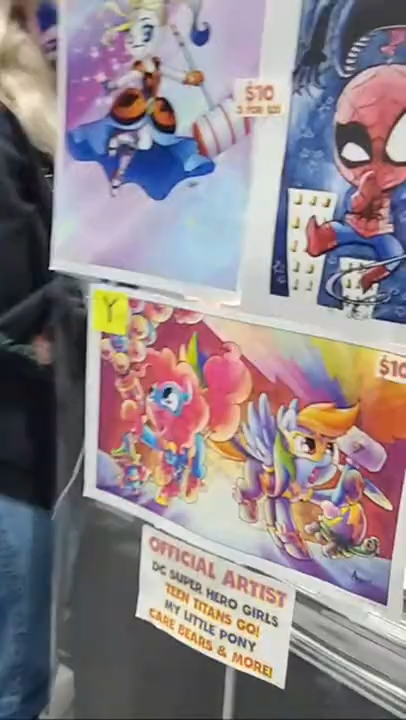 $10
3 FOR $25
Y
$10
OFFICIAL ARTIST
DC SUPER HERO GIRLS
TEEN TITANS GO!
MY LITTLE PONY
CARE BEARS & MORE!